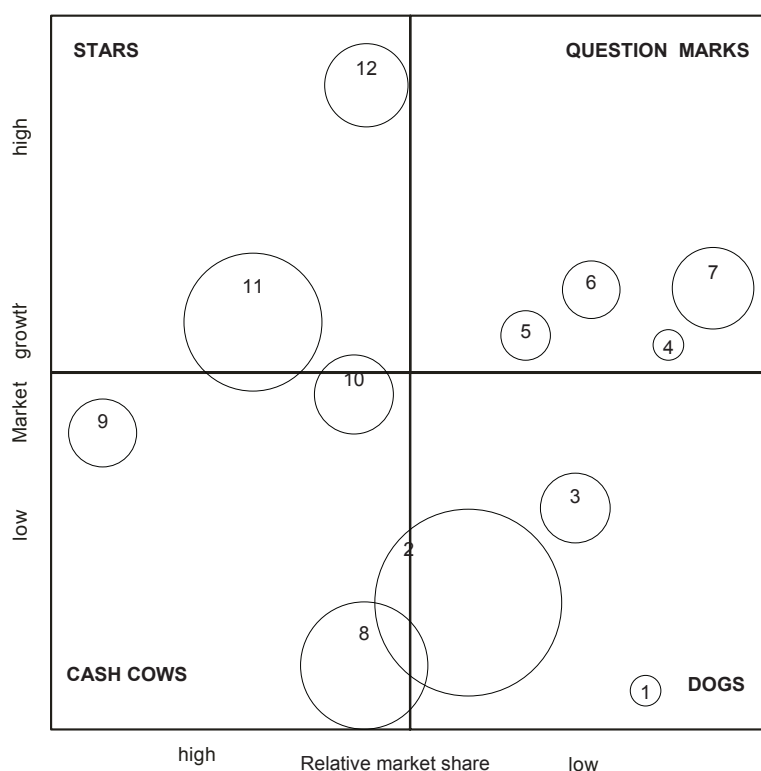 STARS
QUESTION MARKS
12
high
11
6
7
growth
5
4
10
Market
9
3
low
2
8
CASH COWS
1
DOGS
high
Relative market share
low